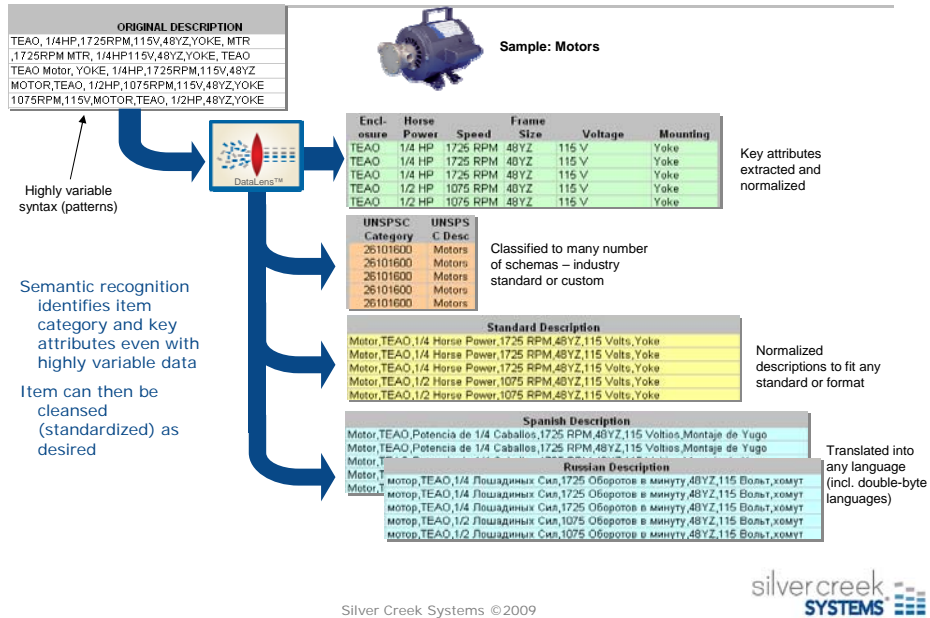 ORIGINAL DESCRIPTION
TEAO, 1/4HP,1725RPM,115V,48YZ,YOKE, MTR
,1725RPM MTR, 1/4HP115V,48YZ,YOKE, TEAO
TEAO Motor, YOKE, 1/4HP,1725RPM,115V,48YZ
MOTOR,TEAO, 1/2HP,1075RPM,115V,48YZ,YOKE
1075RPM,115V,MOTOR,TEAO, 1/2HP,48YZ,YOKE
Sample: Motors
Highly variable
syntax (patterns)
DataLens™
Encl- Horse Frame
osure Power Speed Size Voltage Mounting
TEAO 1/4 HP 1725 RPM 48YZ 115 V Yoke
TEAO 1/4 HP 1725 RPM 48YZ 115 V Yoke
TEAO 1/4 HP 1725 RPM 48YZ 115 V Yoke
TEAO 1/2 HP 1075 RPM 48YZ 115 V Yoke
TEAO 1/2 HP 1075 RPM 48YZ 115 V Yoke
Key attributes
extracted and
normalized
UNSPSC UNSPS
Category C Desc
26101600 Motors
26101600 Motors
26101600 Motors
26101600 Motors
26101600 Motors
Classified to many number
of schemas – industry
standard or custom
Semantic recognition
identifies item
category and key
attributes even with
highly variable data
Item can then be
cleansed
(standardized) as
desired
Standard Description
Motor,TEAO,1/4 Horse Power,1725 RPM,48YZ,115 Volts,Yoke
Motor,TEAO,1/4 Horse Power,1725 RPM,48YZ,115 Volts,Yoke
Motor,TEAO,1/4 Horse Power,1725 RPM,48YZ,115 Volts,Yoke
Motor,TEAO,1/2 Horse Power,1075 RPM,48YZ,115 Volts,Yoke
Motor,TEAO,1/2 Horse Power,1075 RPM,48YZ,115 Volts,Yoke
Normalized
descriptions to fit any
standard or format
Spanish Description
Motor,TEAO,Potencia de 1/4 Caballos,1725 RPM,48YZ,115 Voltios,Montaje de Yugo
Motor,TEAO,Potencia de 1/4 Caballos,1725 RPM,48YZ,115 Voltios,Montaje de Yugo
Motor,T
Motor,T
Motor,T
Russian Description
мотор,TEAO,1/4 Лошадиных Сил,1725 Оборотов в минуту,48YZ,115 Вольт,хомут
мотор,TEAO,1/4 Лошадиных Сил,1725 Оборотов в минуту,48YZ,115 Вольт,хомут
мотор,TEAO,1/4 Лошадиных Сил,1725 Оборотов в минуту,48YZ,115 Вольт,хомут
мотор,TEAO,1/2 Лошадиных Сил,1075 Оборотов в минуту,48YZ,115 Вольт,хомут
мотор,TEAO,1/2 Лошадиных Сил,1075 Оборотов в минуту,48YZ,115 Вольт,хомут
Translated into
any language
(incl. double-byte
languages)
Silver Creek Systems ©2009
silver creek
SYSTEMS